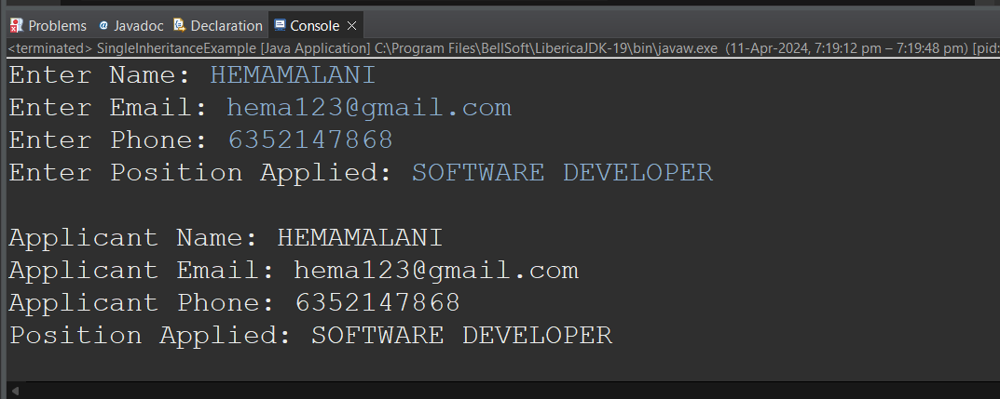 Problems Javadoc Declaration Console
<terminated> SingleInheritanceExample [Java Application] C:\Program Files\BellSoft\LibericaJDK-19\bin\javaw.exe (11-Apr-2024, 7:19:12 pm – 7:19:48 pm) [pid:
Enter Name: HEMAMALANI
Enter Email: hema123@gmail.com
Enter Phone: 6352147868
Enter Position Applied: SOFTWARE DEVELOPER
Applicant Name: HEMAMALANI
Applicant Email: hema123@gmail.com
Applicant Phone: 6352147868
Position Applied: SOFTWARE DEVELOPER